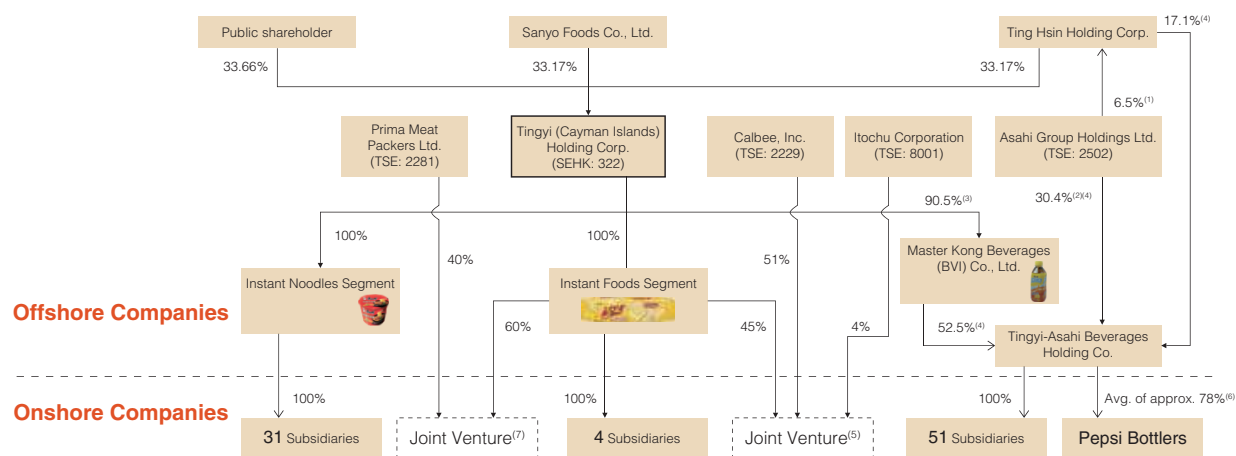 Public shareholder
Sanyo Foods Co., Ltd.
Ting Hsin Holding Corp.
17.1%(4)
33.66%
33.17%
33.17%
6.5%(1)
Prima Meat
Packers Ltd.
(TSE: 2281)
Tingyi (Cayman Islands)
Holding Corp.
(SEHK: 322)
Calbee, Inc.
(TSE: 2229)
Itochu Corporation
(TSE: 8001)
Asahi Group Holdings Ltd.
(TSE: 2502)
90.5%(3)
30.4%(2)(4)
100%
40%
100%
51%
Master Kong Beverages
(BVI) Co., Ltd.
Instant Noodles Segment
Instant Foods Segment
Offshore Companies
60%
45%
4%
52.5%(4)
Tingyi-Asahi Beverages
Holding Co.
Onshore Companies
100%
100%
100%
Avg. of approx. 78%(6)
31 Subsidiaries
Joint Venture(7)
4 Subsidiaries
Joint Venture(5)
51 Subsidiaries
Pepsi Bottlers